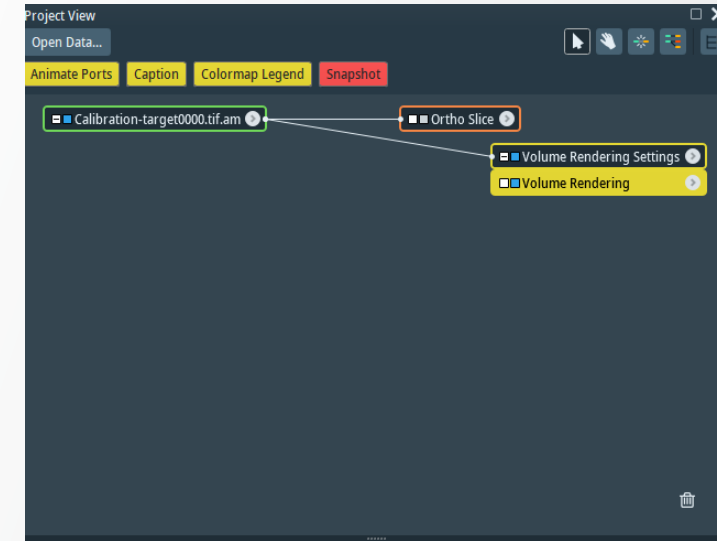 Project View
Open Data...
Animate Ports Caption Colormap Legend Snapshot
Calibration-target0000.tif.am Ortho Slice
Volume Rendering Settings
Volume Rendering